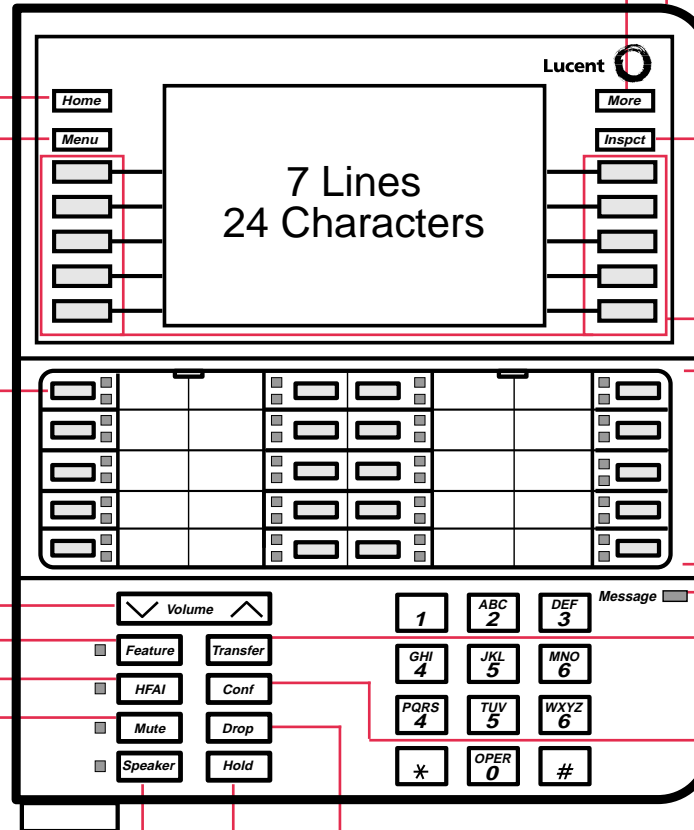 Lucent
Home
More
Menu
Inspct
7 Lines
24 Characters
Volume
Message
1
ABC
2
DEF
3
Feature
Transfer
GHI
4
JKL
5
MNO
6
HFAI
Conf
PQRS
4
TUV
5
WXYZ
6
Mute
Drop
Speaker
Hold
*
OPER
0
#